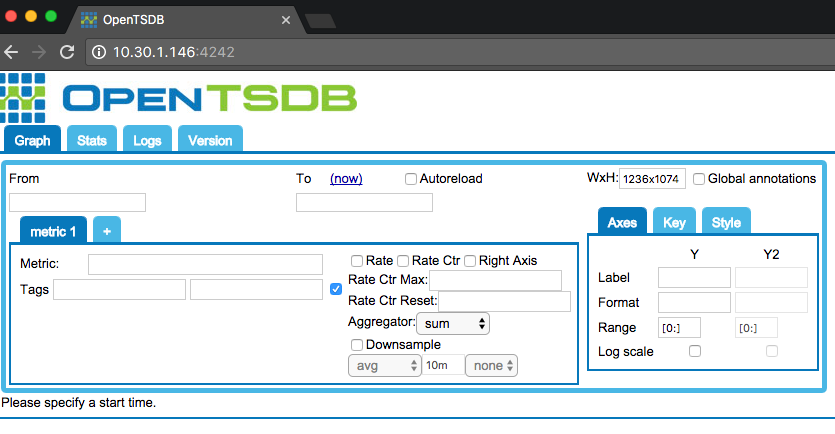 OpenTSDB
10.30.1.146:4242
OPENTSDB
Graph Stats Logs Version
From To (now) Autoreload WxH: 1236x1074 Global annotations
metric 1 + Axes Key Style
Y Y2
Metric: Rate Rate Ctr Right Axis
Rate Ctr Max: Label
Tags
Rate Ctr Reset: Format
Aggregator: sum Range [0:] [0:]
Downsample Log scale
avg 10m none
Please specify a start time.